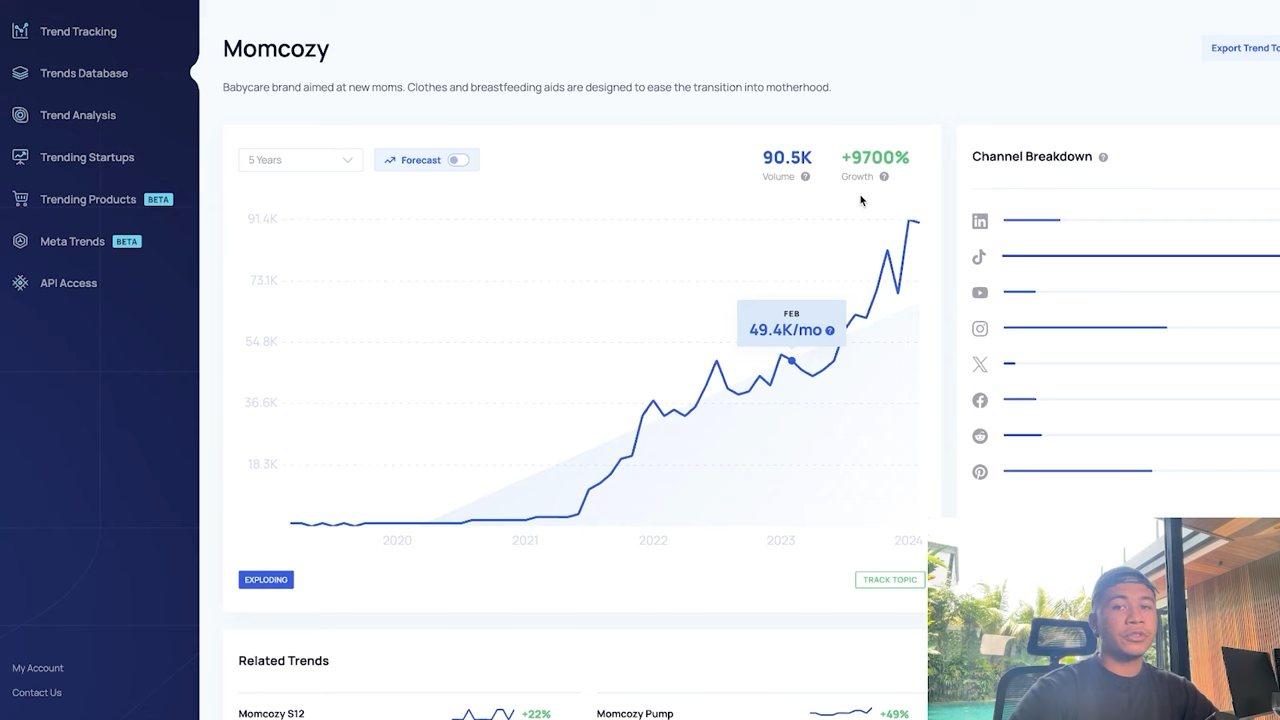 Trend Tracking
Trends Database
Trend Analysis
Trending Startups
Trending Products BETA
Meta Trends BETA
API Access
My Account
Contact Us
Momcozy
Export Trend To
Babycare brand aimed at new moms. Clothes and breastfeeding aids are designed to ease the transition into motherhood.
5 Years
Forecast
90.5K
Volume
+9700%
Growth
91.4K
73.1K
54.8K
36.6K
18.3K
FEB
49.4K/mo
2020
2021
2022
2023
2024
EXPLODING
TRACK TOPIC
Channel Breakdown
Related Trends
Momcozy S12
+22%
Momcozy Pump
+49%